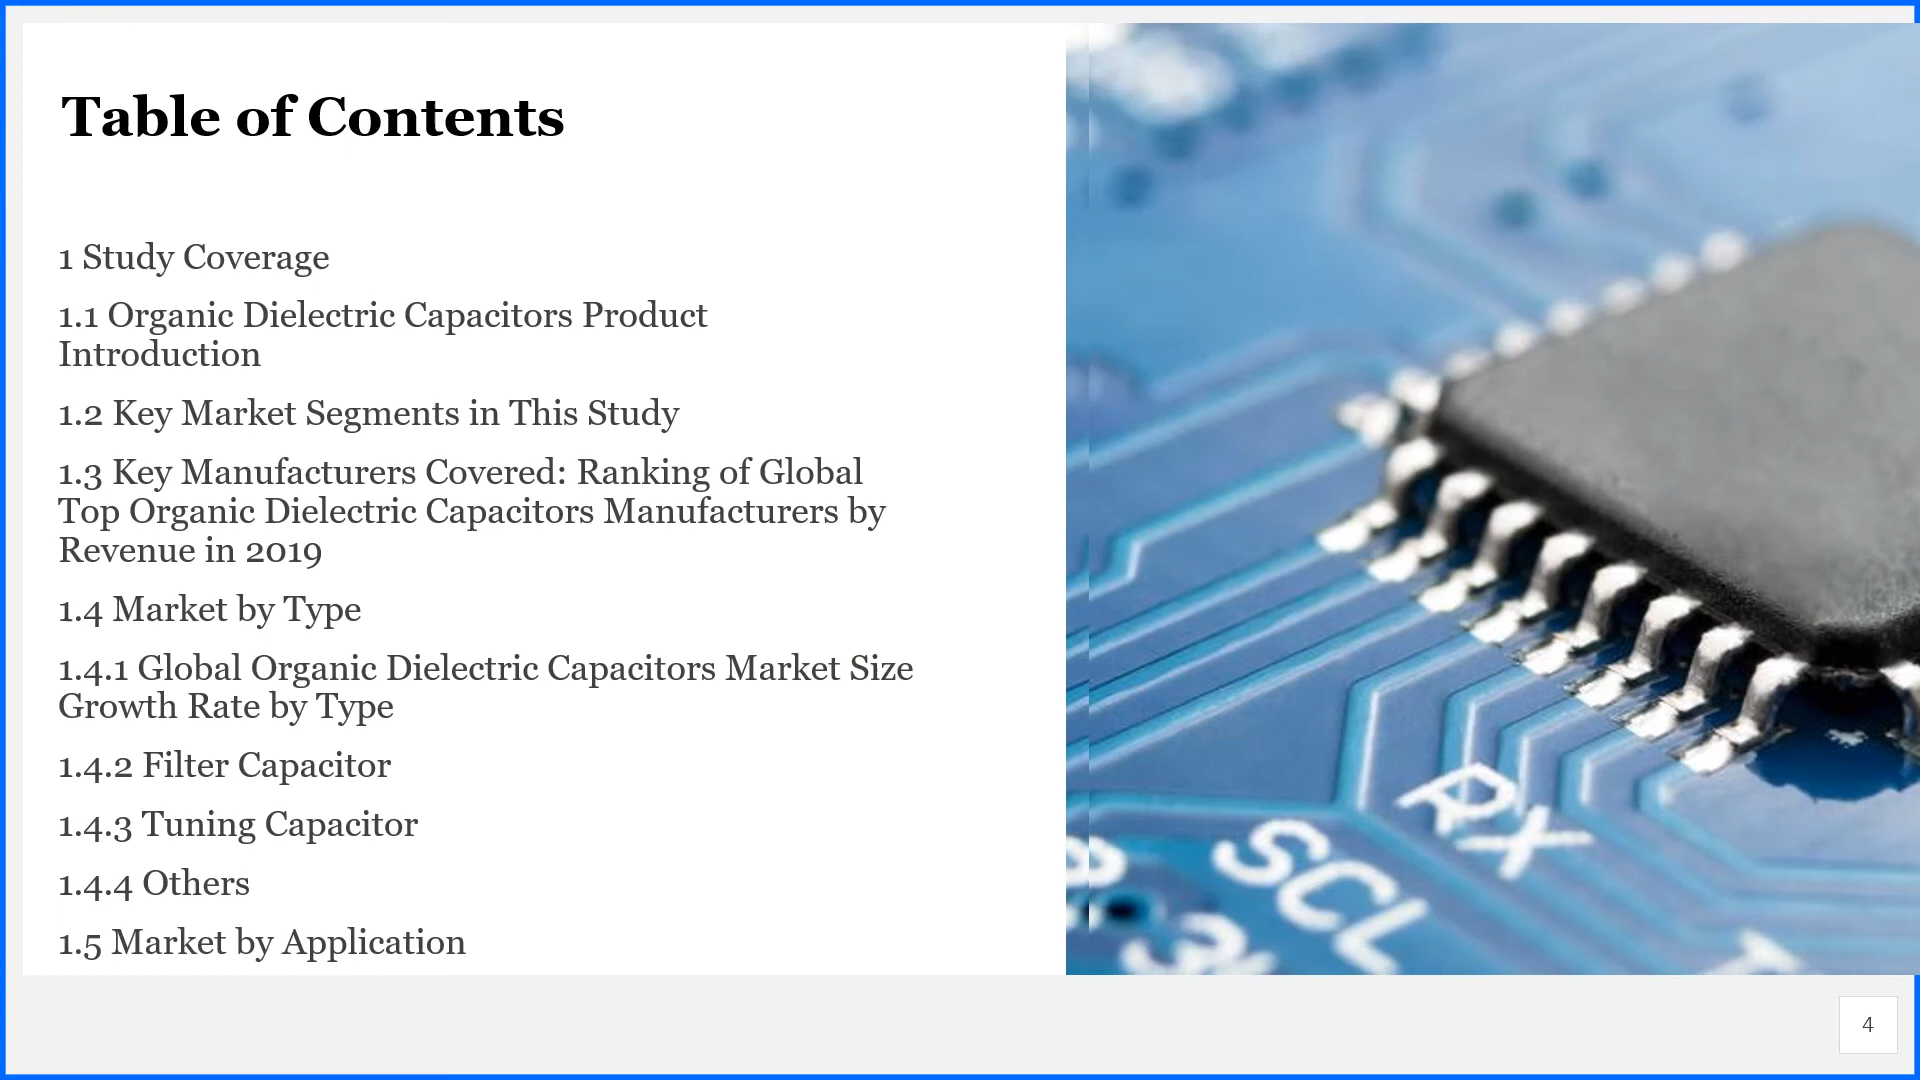 Table of Contents
1 Study Coverage
1.1 Organic Dielectric Capacitors Product
Introduction
1.2 Key Market Segments in This Study
1.3 Key Manufacturers Covered: Ranking of Global
Top Organic Dielectric Capacitors Manufacturers by
Revenue in 2019
1.4 Market by Type
1.4.1 Global Organic Dielectric Capacitors Market Size
Growth Rate by Type
1.4.2 Filter Capacitor
1.4.3 Tuning Capacitor
1.4.4 Others
1.5 Market by Application
RX
SCL
4